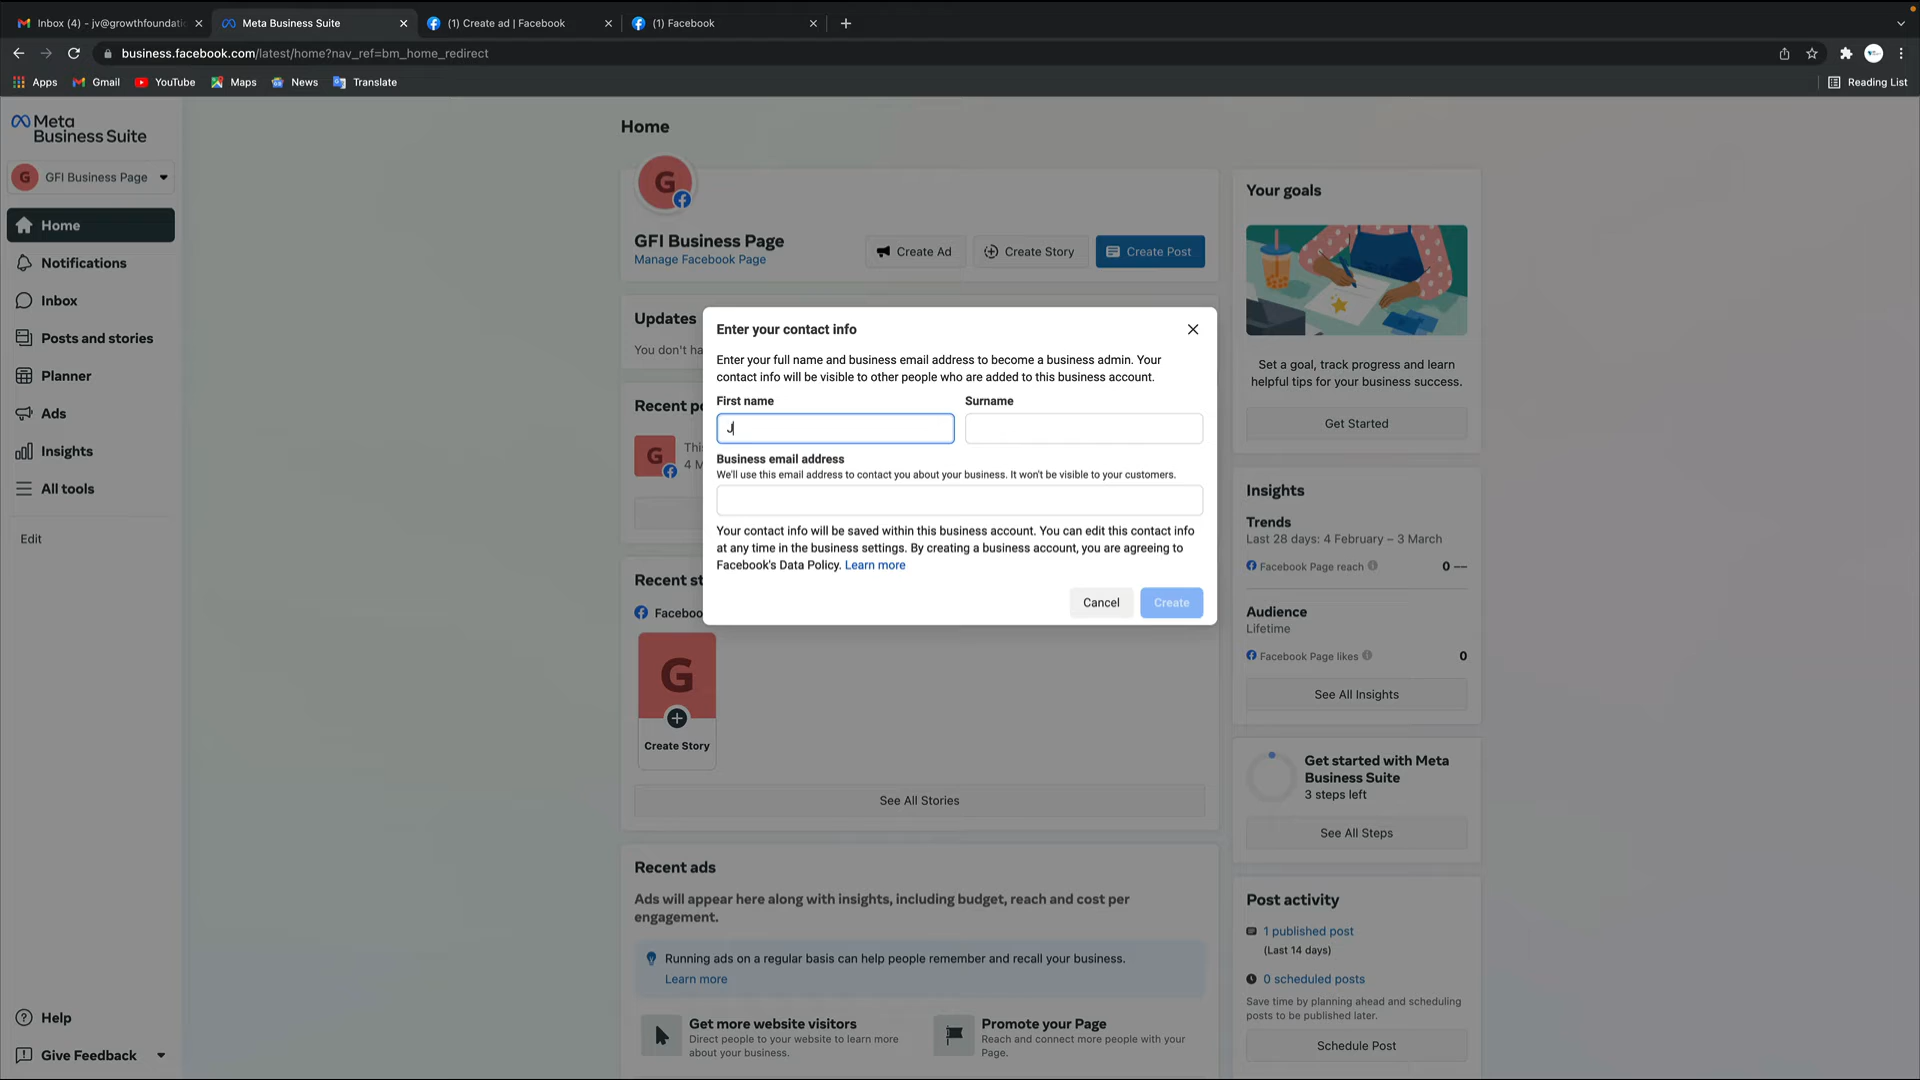 Inbox (4) - jv@growthfoundati
Meta Business Suite
(1) Create ad | Facebook
(1) Facebook
business.facebook.com/latest/home?nav_ref=bm_home_redirect
Apps
Gmail
YouTube
Maps
News
Translate
Reading List
Meta
Business Suite
G
GFI Business Page
Home
Notifications
Inbox
Posts and stories
Planner
Ads
Insights
All tools
Edit
Help
Give Feedback
Home
G
GFI Business Page
Manage Facebook Page
Create Ad
Create Story
Create Post
Updates
You don't ha
Recent po
G
This
4 M
Recent st
Faceboo
G
Create Story
See All Stories
Recent ads
Ads will appear here along with insights, including budget, reach and cost per
engagement.
Running ads on a regular basis can help people remember and recall your business.
Learn more
Get more website visitors
Direct people to your website to learn more
about your business.
Promote your Page
Reach and connect more people with your
Page.
Enter your contact info
Enter your full name and business email address to become a business admin. Your
contact info will be visible to other people who are added to this business account.
First name
Surname
J
Business email address
We'll use this email address to contact you about your business. It won't be visible to your customers.
Your contact info will be saved within this business account. You can edit this contact info
at any time in the business settings. By creating a business account, you are agreeing to
Facebook's Data Policy. Learn more
Cancel
Create
Your goals
Set a goal, track progress and learn
helpful tips for your business success.
Get Started
Insights
Trends
Last 28 days: 4 February – 3 March
Facebook Page reach
0 --
Audience
Lifetime
Facebook Page likes
0
See All Insights
Get started with Meta
Business Suite
3 steps left
See All Steps
Post activity
1 published post
(Last 14 days)
0 scheduled posts
Save time by planning ahead and scheduling
posts to be published later.
Schedule Post